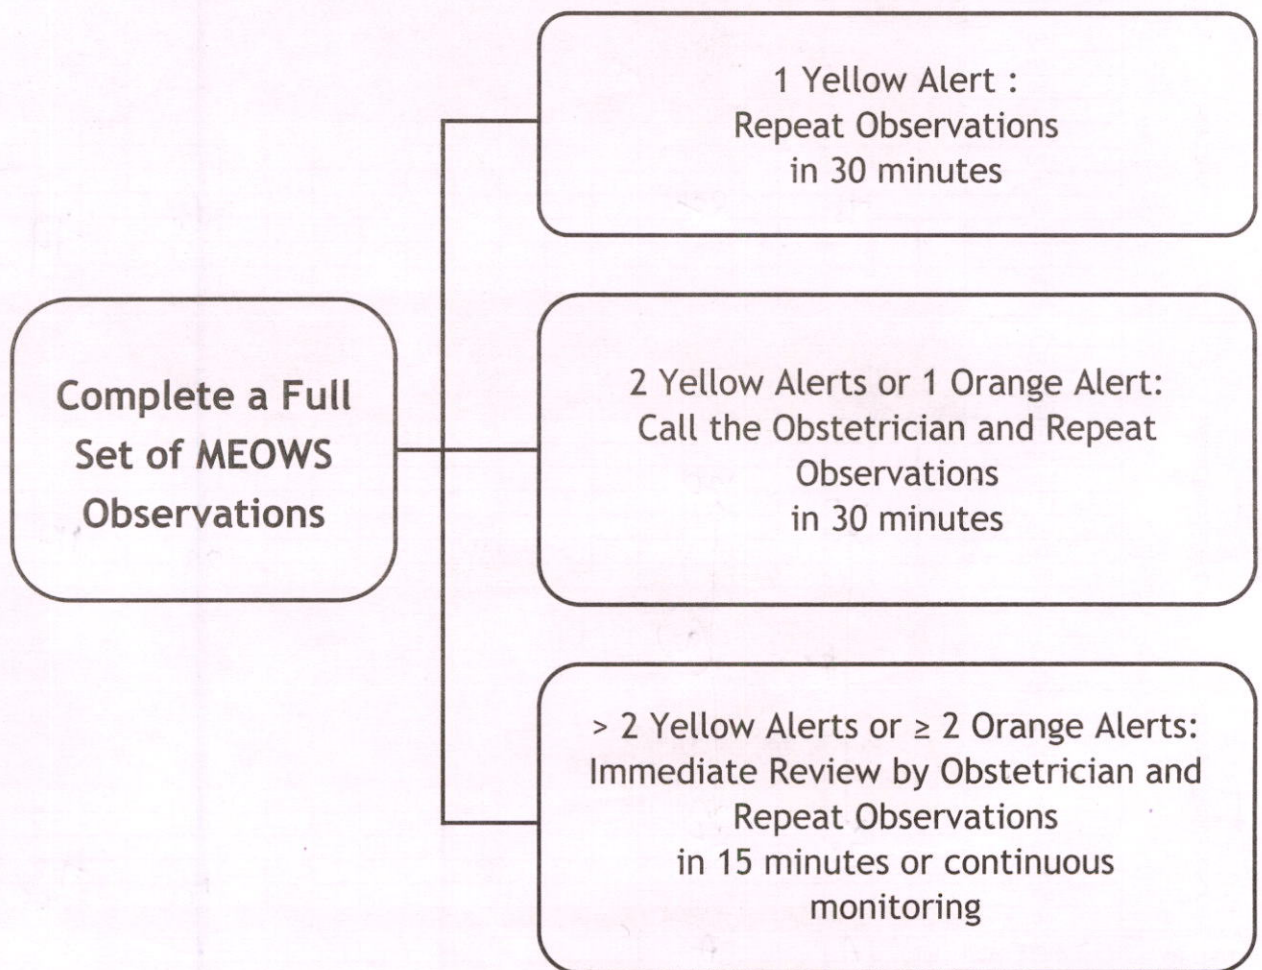 Complete a Full
Set of MEOWS
Observations
1 Yellow Alert :
Repeat Observations
in 30 minutes
2 Yellow Alerts or 1 Orange Alert:
Call the Obstetrician and Repeat
Observations
in 30 minutes
> 2 Yellow Alerts or ≥ 2 Orange Alerts:
Immediate Review by Obstetrician and
Repeat Observations
in 15 minutes or continuous
monitoring